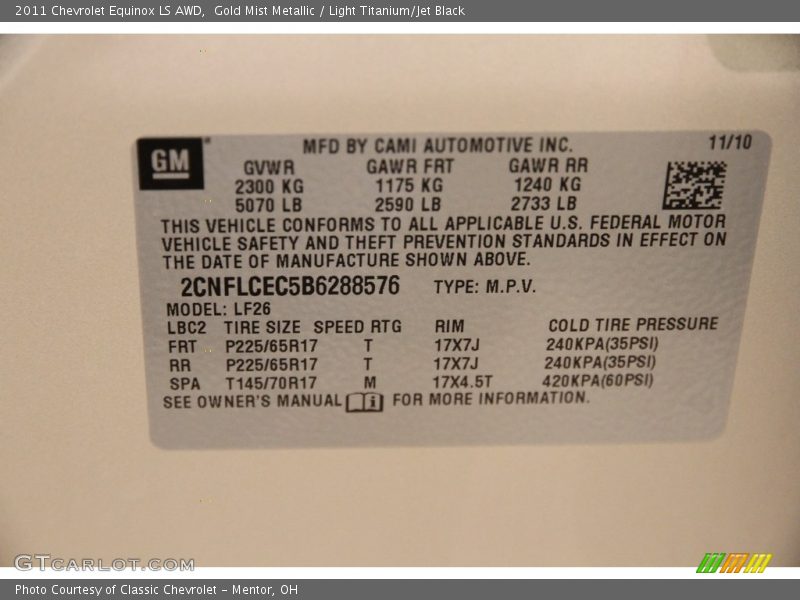 2011 Chevrolet Equinox LS AWD,  Gold Mist Metallic / Light Titanium/Jet Black
GM
MFD BY CAMI AUTOMOTIVE INC. 11/10
GVWR GAWR FRT GAWR RR
2300 KG 1175 KG 1240 KG
5070 LB 2590 LB 2733 LB
THIS VEHICLE CONFORMS TO ALL APPLICABLE U.S. FEDERAL MOTOR
VEHICLE SAFETY AND THEFT PREVENTION STANDARDS IN EFFECT ON
THE DATE OF MANUFACTURE SHOWN ABOVE.
2CNFLCEC5B6288576 TYPE: M.P.V.
MODEL: LF26
LBC2 TIRE SIZE SPEED RTG RIM COLD TIRE PRESSURE
FRT P225/65R17 T 17X7J 240KPA(35PSI)
RR P225/65R17 T 17X7J 240KPA(35PSI)
SPA T145/70R17 M 17X4.5T 420KPA(60PSI)
SEE OWNER'S MANUAL i FOR MORE INFORMATION.
GTCARLOT.COM
Photo Courtesy of Classic Chevrolet - Mentor, OH